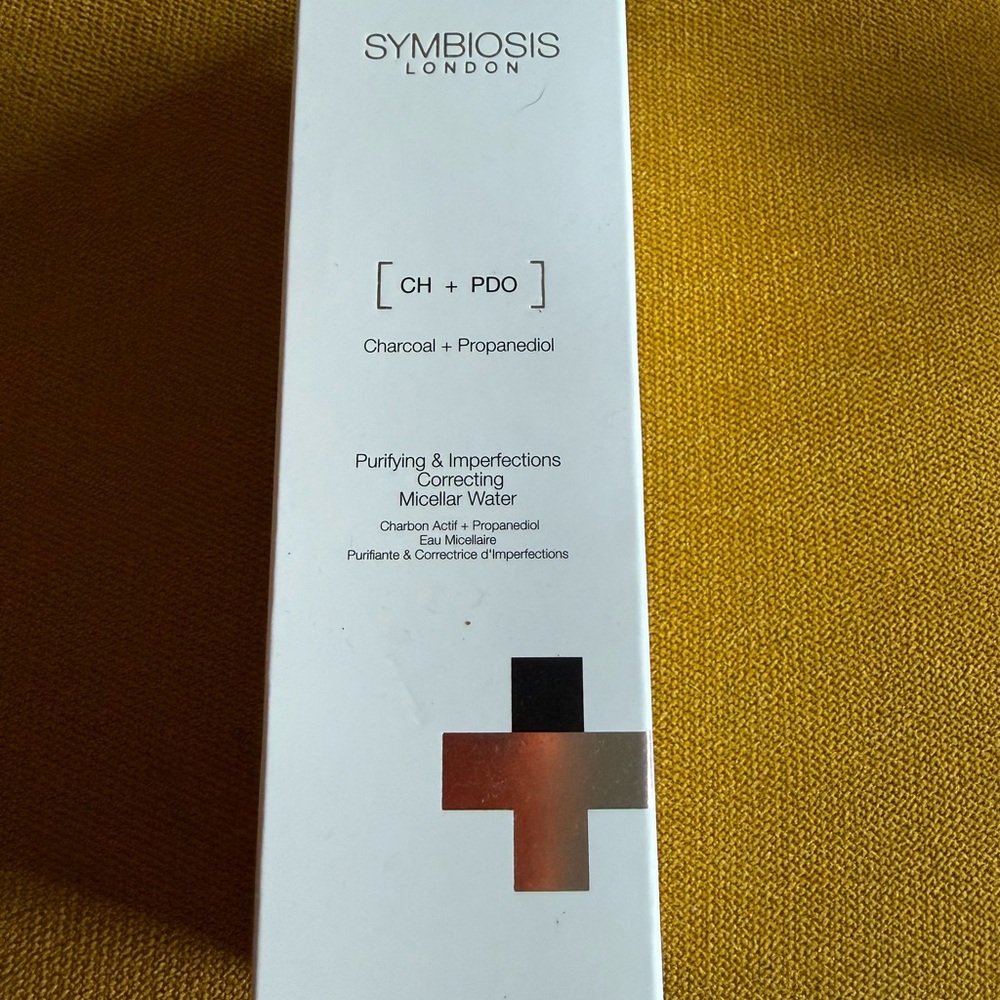 SYMBIOSIS
LONDON
[ CH + PDO ]
Charcoal + Propanediol
Purifying & Imperfections
Correcting
Micellar Water
Charbon Actif + Propanediol
Eau Micellaire
Purifiante & Correctrice d'Imperfections